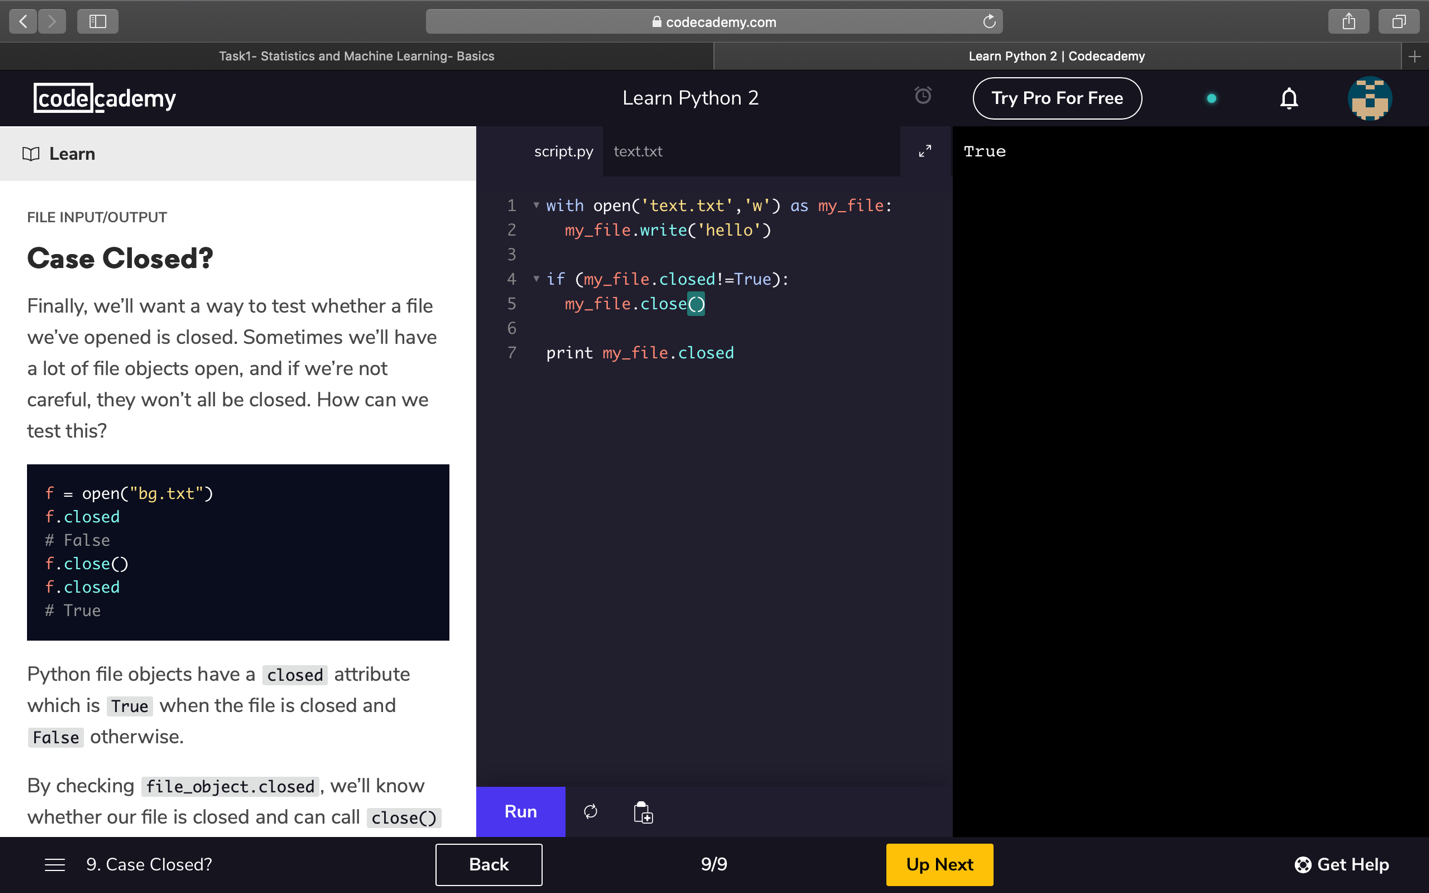 codecademy.com
Task1- Statistics and Machine Learning- Basics
Learn Python 2 | Codecademy
codecademy
Learn Python 2
Try Pro For Free
Learn
FILE INPUT/OUTPUT
Case Closed?
Finally, we’ll want a way to test whether a file
we’ve opened is closed. Sometimes we’ll have
a lot of file objects open, and if we’re not
careful, they won’t all be closed. How can we
test this?
f = open("bg.txt")
f.closed
# False
f.close()
f.closed
# True
Python file objects have a closed attribute
which is True when the file is closed and
False otherwise.
By checking file_object.closed, we’ll know
whether our file is closed and can call close()
script.py
text.txt
1 with open('text.txt','w') as my_file:
2 my_file.write('hello')
3
4 if (my_file.closed!=True):
5 my_file.close()
6
7 print my_file.closed
Run
True
9. Case Closed?
Back
9/9
Up Next
Get Help